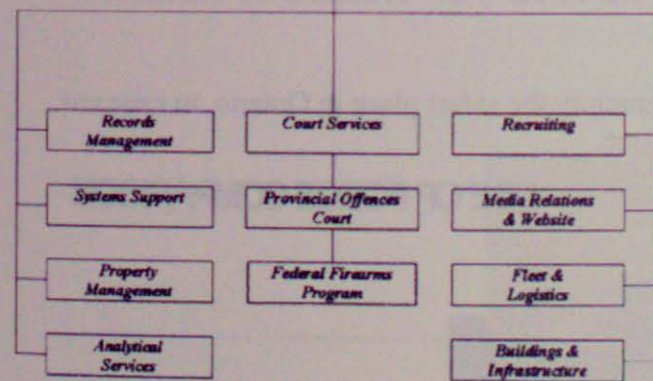 Records
Management
Court Services
Recruiting
Systems Support
Provincial Offences
Court
Media Relations
& Website
Property
Management
Federal Firearms
Program
Fleet &
Logistics
Analytical
Services
Buildings &
Infrastructure